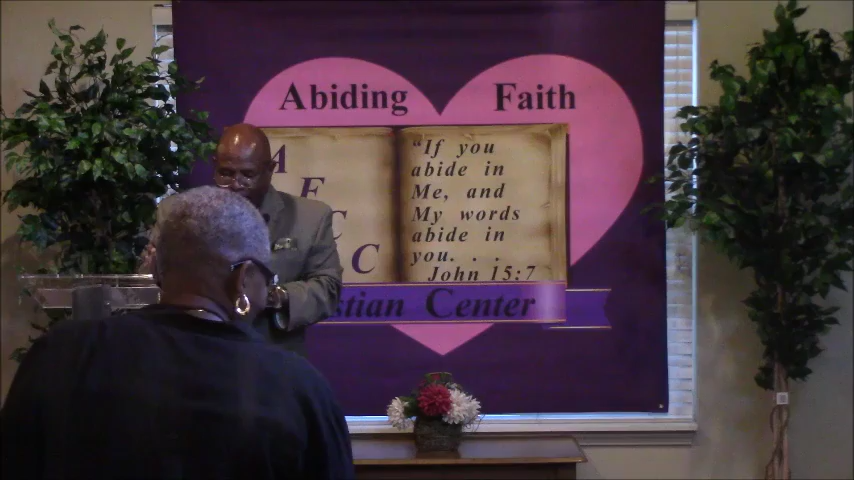 Abiding Faith
A
F
C
C
“If you
abide in
Me, and
My words
abide in
you. . .
John 15:7
stian Center